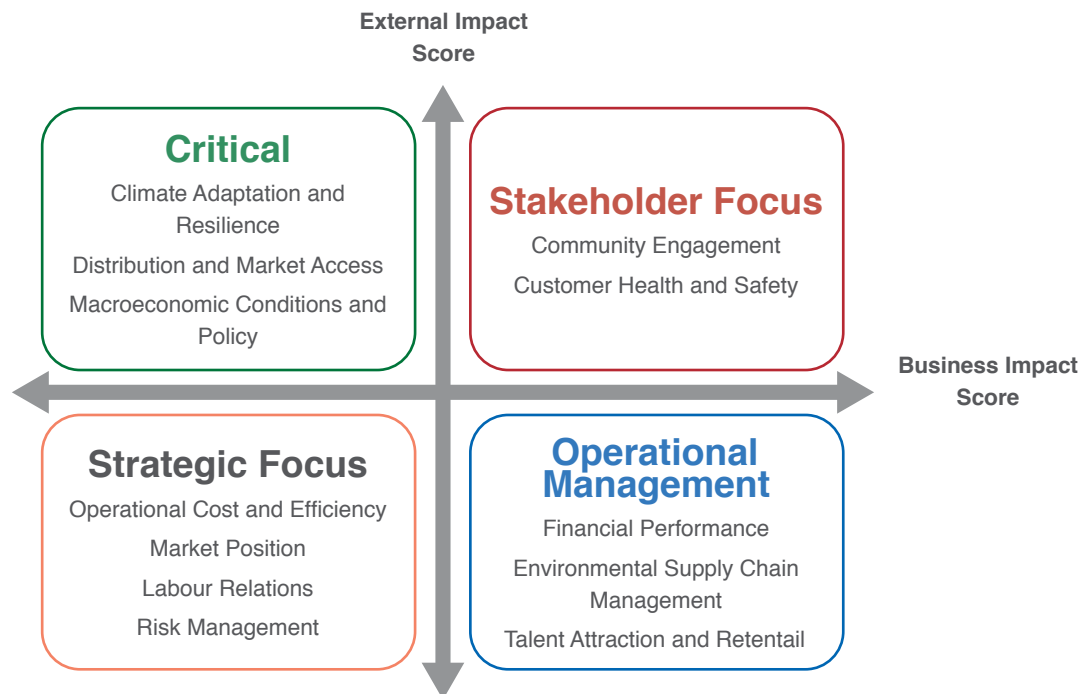 External Impact
Score
Critical
Climate Adaptation and
Resilience
Distribution and Market Access
Macroeconomic Conditions and
Policy
Stakeholder Focus
Community Engagement
Customer Health and Safety
Business Impact
Score
Strategic Focus
Operational Cost and Efficiency
Market Position
Labour Relations
Risk Management
Operational
Management
Financial Performance
Environmental Supply Chain
Management
Talent Attraction and Retentail